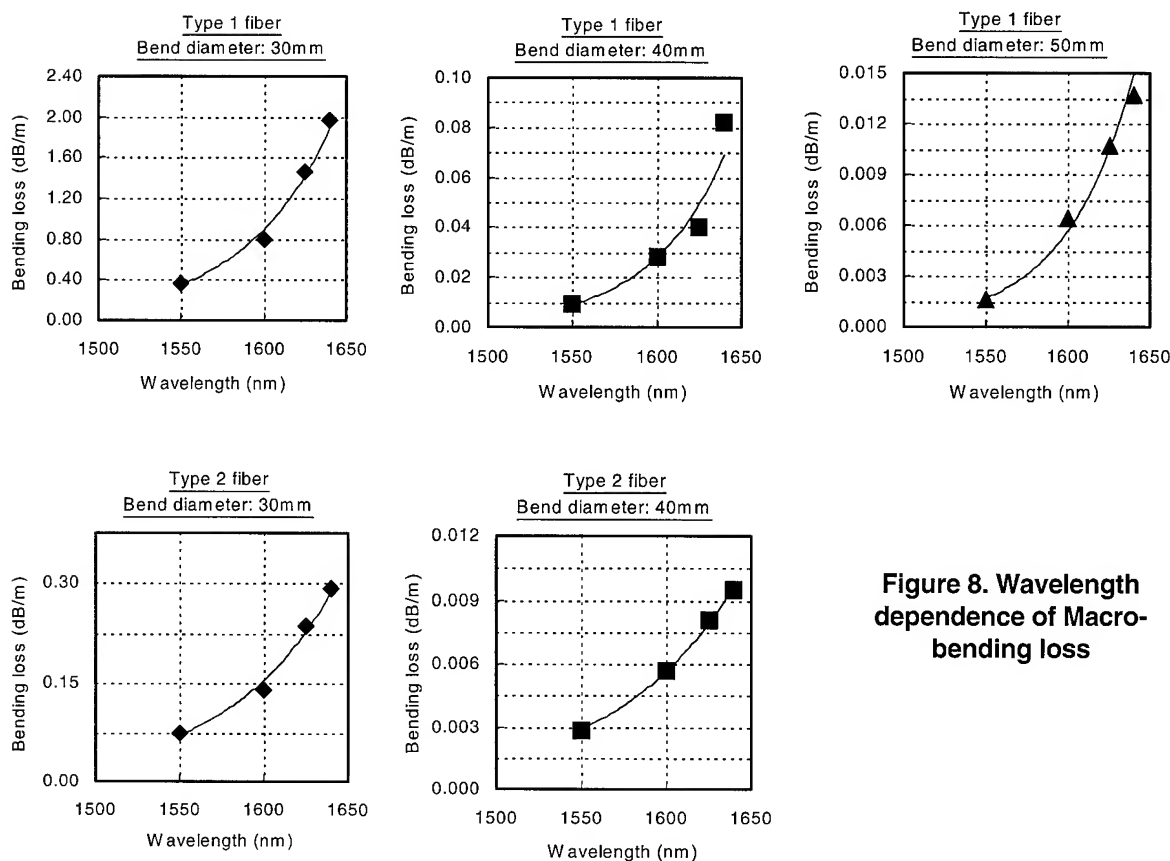 Type 1 fiber
Bend diameter: 30mm
2.40
2.00
1.60
1.20
0.80
0.40
0.00
Bending loss (dB/m)
1500 1550 1600 1650
Wavelength (nm)
Type 1 fiber
Bend diameter: 40mm
0.10
0.08
0.06
0.04
0.02
0.00
Bending loss (dB/m)
1500 1550 1600 1650
Wavelength (nm)
Type 1 fiber
Bend diameter: 50mm
0.015
0.012
0.009
0.006
0.003
0.000
Bending loss (dB/m)
1500 1550 1600 1650
Wavelength (nm)
Type 2 fiber
Bend diameter: 30mm
0.30
0.15
0.00
Bending loss (dB/m)
1500 1550 1600 1650
Wavelength (nm)
Type 2 fiber
Bend diameter: 40mm
0.012
0.009
0.006
0.003
0.000
Bending loss (dB/m)
1500 1550 1600 1650
Wavelength (nm)
Figure 8. Wavelength
dependence of Macro-
bending loss